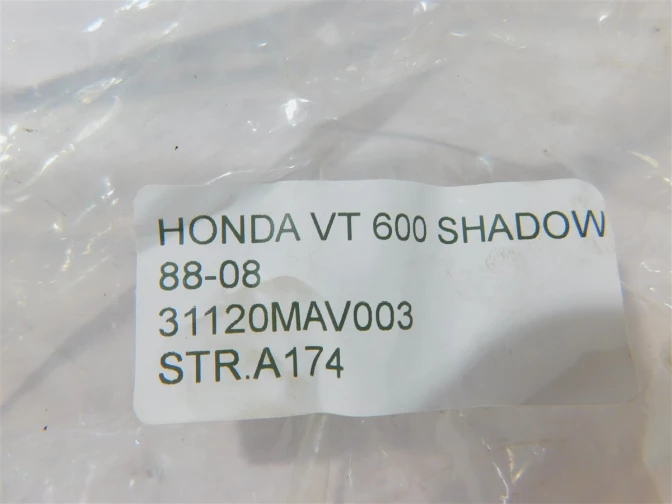 HONDA VT 600 SHADOW
88-08
31120MAV003
STR.A174